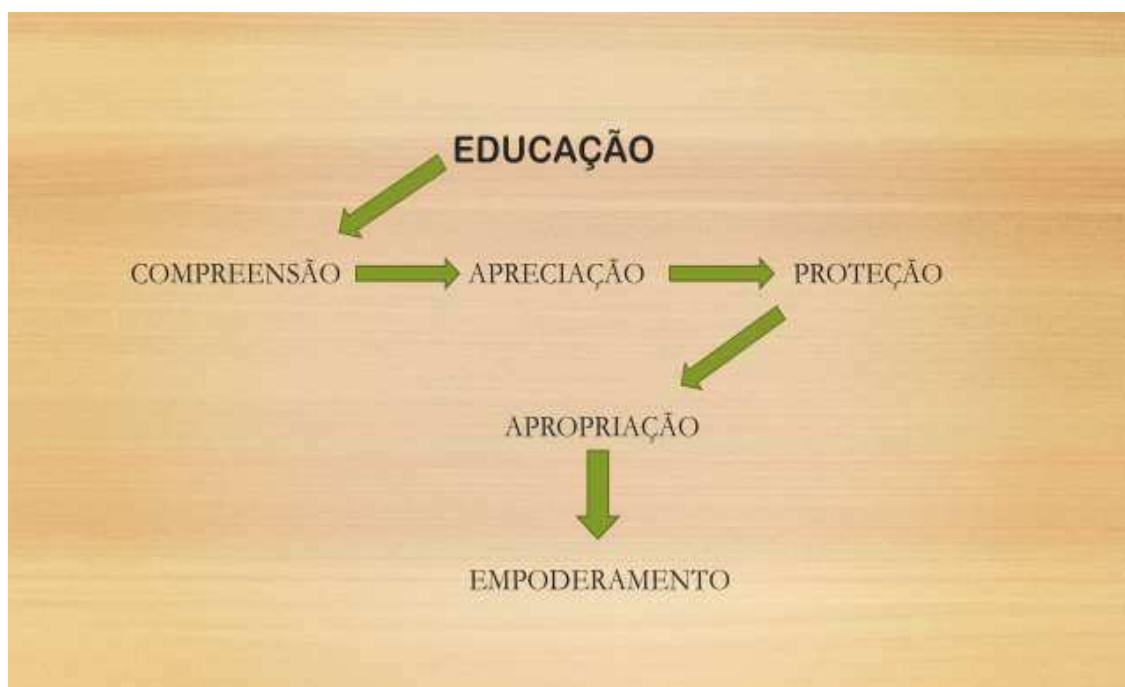 EDUCAÇÃO
COMPREENSÃO APRECIAÇÃO PROTEÇÃO
APROPRIAÇÃO
EMPODERAMENTO